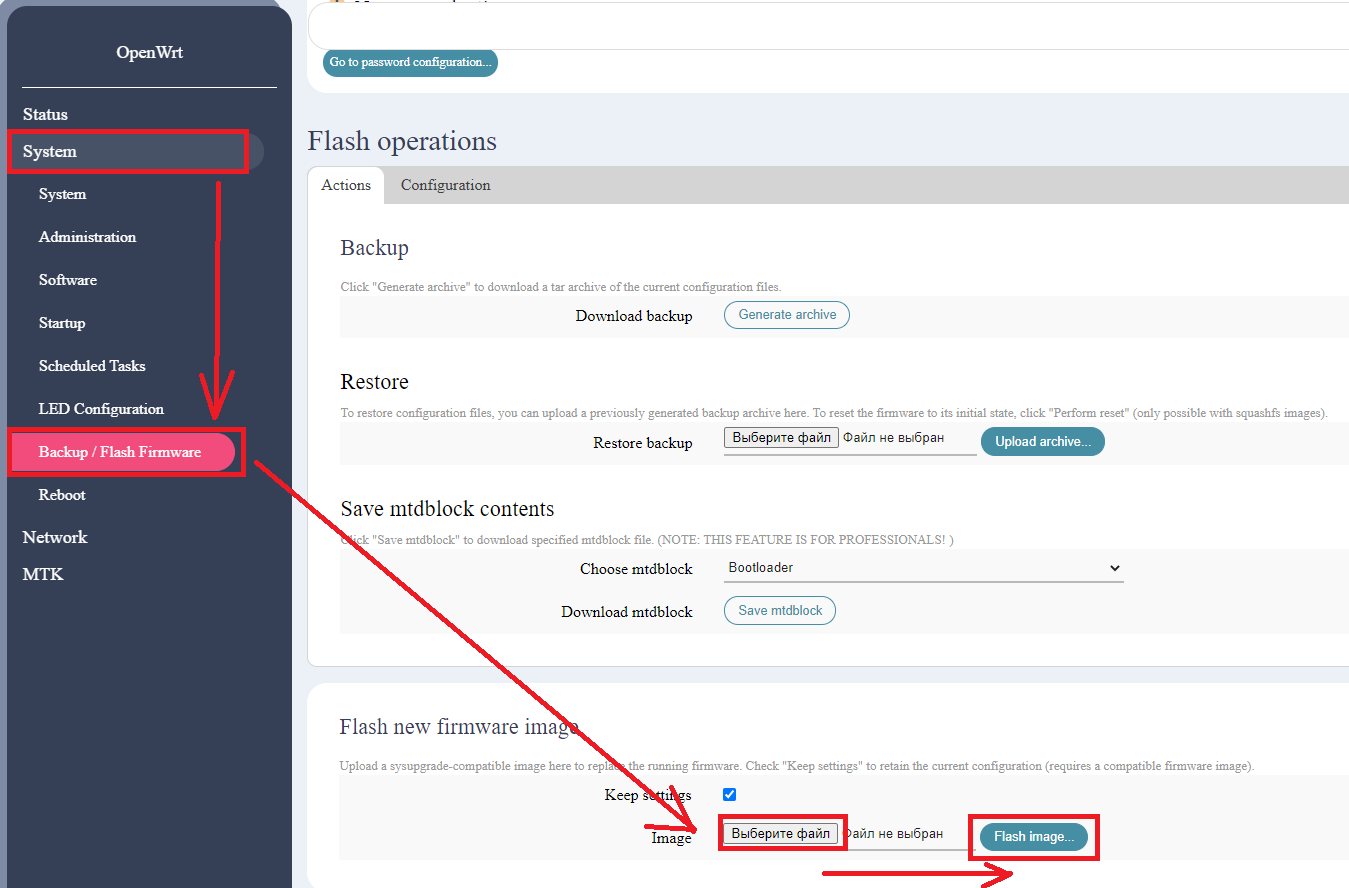 OpenWrt
Status
System
System
Administration
Software
Startup
Scheduled Tasks
LED Configuration
Backup / Flash Firmware
Reboot
Network
MTK
Go to password configuration...
Flash operations
Actions
Configuration
Backup
Click "Generate archive" to download a tar archive of the current configuration files.
Download backup
Generate archive
Restore
To restore configuration files, you can upload a previously generated backup archive here. To reset the firmware to its initial state, click "Perform reset" (only possible with squashfs images).
Restore backup
Выберите файл Файл не выбран
Upload archive...
Save mtdblock contents
Click "Save mtdblock" to download specified mtdblock file. (NOTE: THIS FEATURE IS FOR PROFESSIONALS! )
Choose mtdblock
Bootloader
Download mtdblock
Save mtdblock
Flash new firmware image
Upload a sysupgrade-compatible image here to replace the running firmware. Check "Keep settings" to retain the current configuration (requires a compatible firmware image).
Keep settings
Image
Выберите файл Файл не выбран
Flash image...